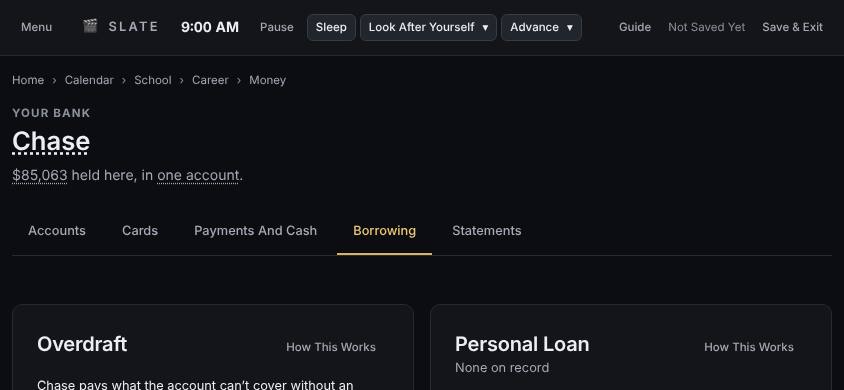 Menu 🎬 SLATE 9:00 AM Pause Sleep Look After Yourself ▾ Advance ▾ Guide Not Saved Yet Save & Exit
Home › Calendar › School › Career › Money
YOUR BANK
Chase
$85,063 held here, in one account.
Accounts Cards Payments And Cash Borrowing Statements
Overdraft How This Works
Chase pays what the account can't cover without an
Personal Loan How This Works
None on record